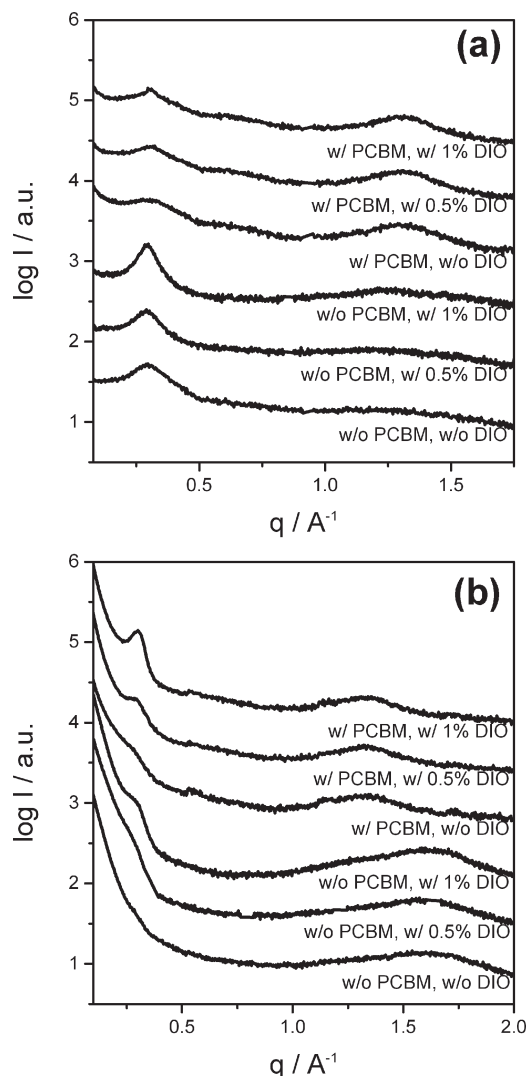 (a)
6
5
4
3
2
1
log I / a.u.
w/ PCBM, w/ 1% DIO
w/ PCBM, w/ 0.5% DIO
w/ PCBM, w/o DIO
w/o PCBM, w/ 1% DIO
w/o PCBM, w/ 0.5% DIO
w/o PCBM, w/o DIO
0.5 1.0 1.5
q / A⁻¹
(b)
6
5
4
3
2
1
log I / a.u.
w/ PCBM, w/ 1% DIO
w/ PCBM, w/ 0.5% DIO
w/ PCBM, w/o DIO
w/o PCBM, w/ 1% DIO
w/o PCBM, w/ 0.5% DIO
w/o PCBM, w/o DIO
0.5 1.0 1.5 2.0
q / A⁻¹